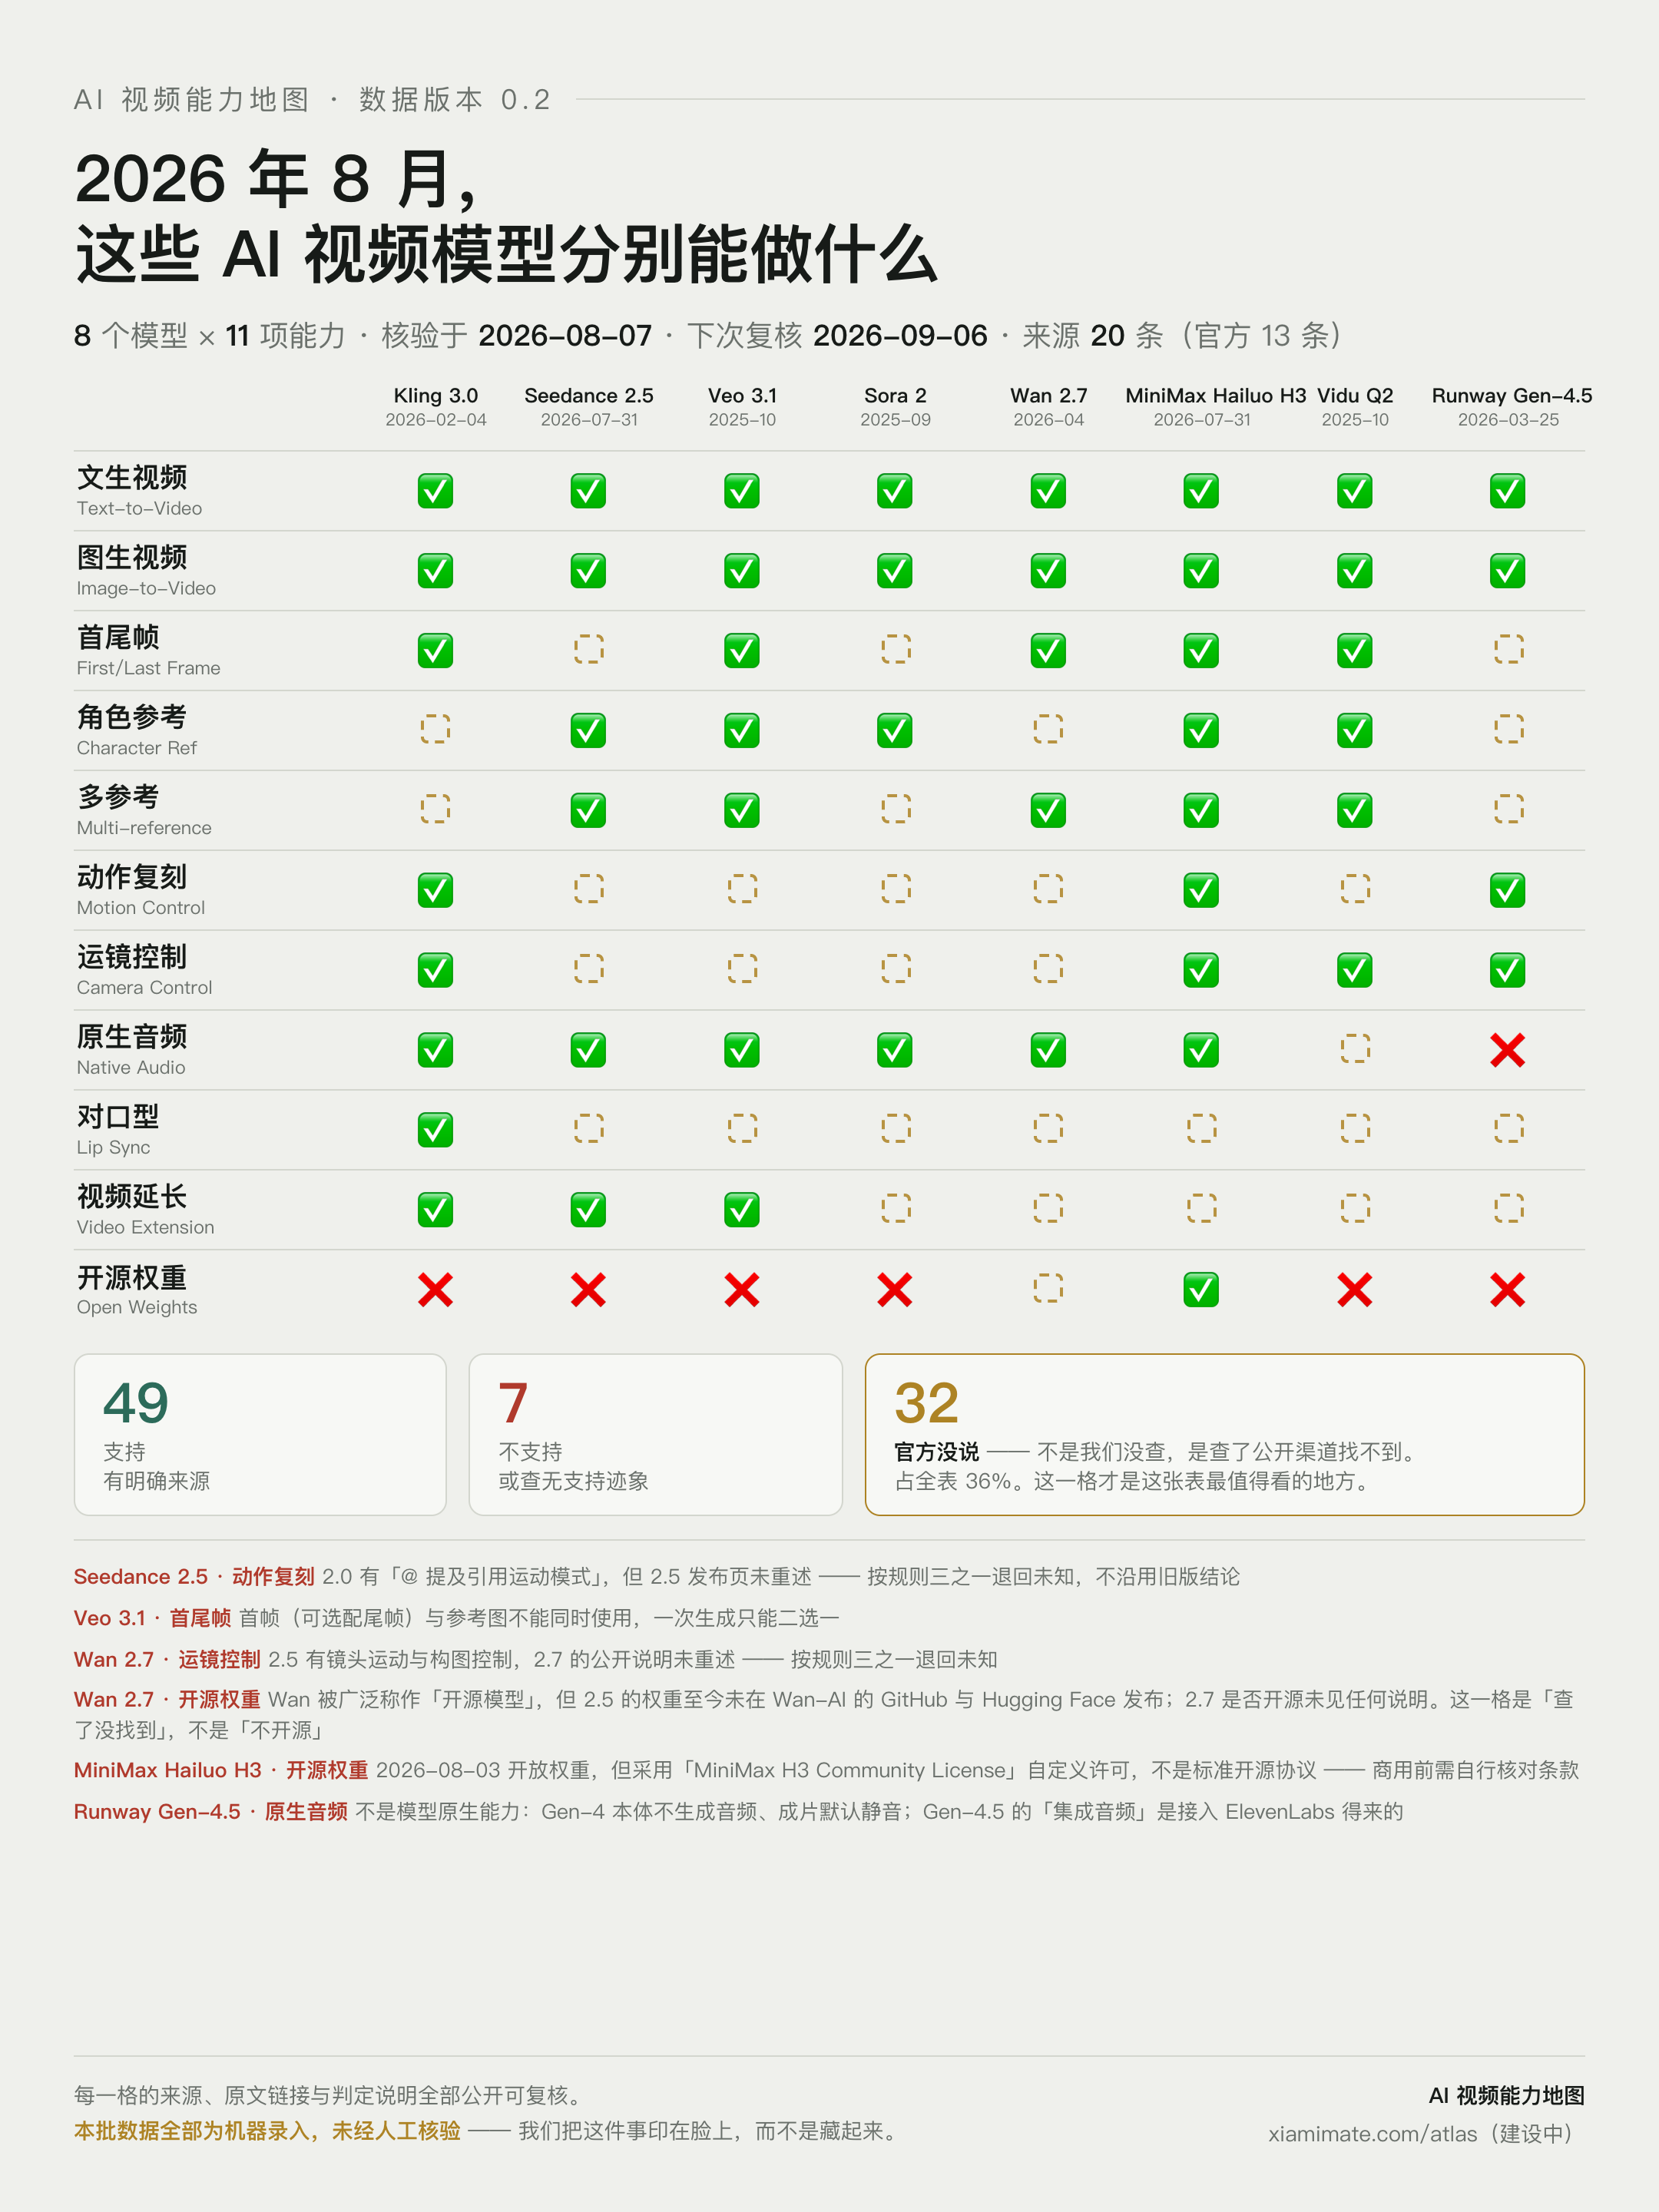 AI 视频能力地图 · 数据版本 0.2
2026 年 8 月，
这些 AI 视频模型分别能做什么
8 个模型 × 11 项能力 · 核验于 2026-08-07 · 下次复核 2026-09-06 · 来源 20 条（官方 13 条）
Kling 3.0 Seedance 2.5 Veo 3.1 Sora 2 Wan 2.7 MiniMax Hailuo H3 Vidu Q2 Runway Gen-4.5
2026-02-04 2026-07-31 2025-10 2025-09 2026-04 2026-07-31 2025-10 2026-03-25
文生视频
Text-to-Video
图生视频
Image-to-Video
首尾帧
First/Last Frame
角色参考
Character Ref
多参考
Multi-reference
动作复刻
Motion Control
运镜控制
Camera Control
原生音频
Native Audio
对口型
Lip Sync
视频延长
Video Extension
开源权重
Open Weights
49
支持
有明确来源
7
不支持
或查无支持迹象
32
官方没说 —— 不是我们没查，是查了公开渠道找不到。
占全表 36%。这一格才是这张表最值得看的地方。
Seedance 2.5 · 动作复刻 2.0 有「@ 提及引用运动模式」，但 2.5 发布页未重述 —— 按规则三之一退回未知，不沿用旧版结论
Veo 3.1 · 首尾帧 首帧（可选配尾帧）与参考图不能同时使用，一次生成只能二选一
Wan 2.7 · 运镜控制 2.5 有镜头运动与构图控制，2.7 的公开说明未重述 —— 按规则三之一退回未知
Wan 2.7 · 开源权重 Wan 被广泛称作「开源模型」，但 2.5 的权重至今未在 Wan-AI 的 GitHub 与 Hugging Face 发布；2.7 是否开源未见任何说明。这一格是「查
了没找到」，不是「不开源」
MiniMax Hailuo H3 · 开源权重 2026-08-03 开放权重，但采用「MiniMax H3 Community License」自定义许可，不是标准开源协议 —— 商用前需自行核对条款
Runway Gen-4.5 · 原生音频 不是模型原生能力：Gen-4 本体不生成音频、成片默认静音；Gen-4.5 的「集成音频」是接入 ElevenLabs 得来的
每一格的来源、原文链接与判定说明全部公开可复核。
本批数据全部为机器录入，未经人工核验 —— 我们把这件事印在脸上，而不是藏起来。
AI 视频能力地图
xiamimate.com/atlas（建设中）